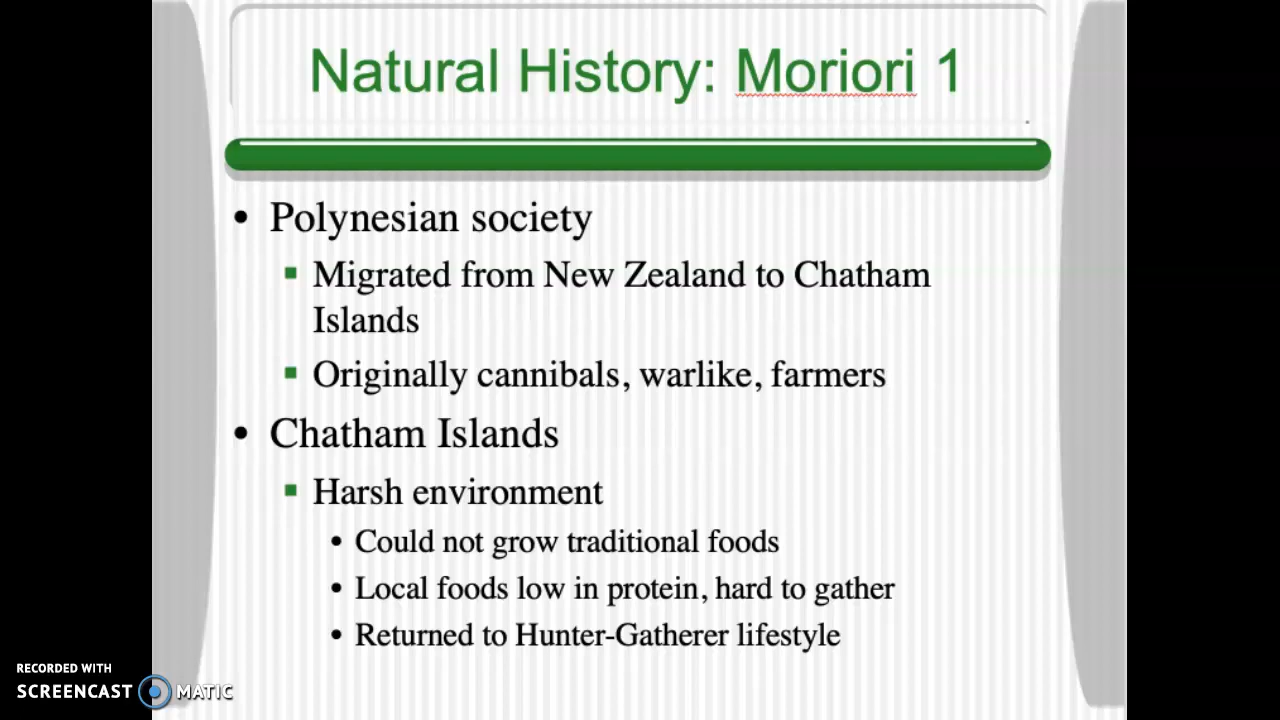 Natural History: Moriori 1
• Polynesian society
▪ Migrated from New Zealand to Chatham
Islands
▪ Originally cannibals, warlike, farmers
• Chatham Islands
▪ Harsh environment
• Could not grow traditional foods
• Local foods low in protein, hard to gather
• Returned to Hunter-Gatherer lifestyle
RECORDED WITH
SCREENCAST MATIC